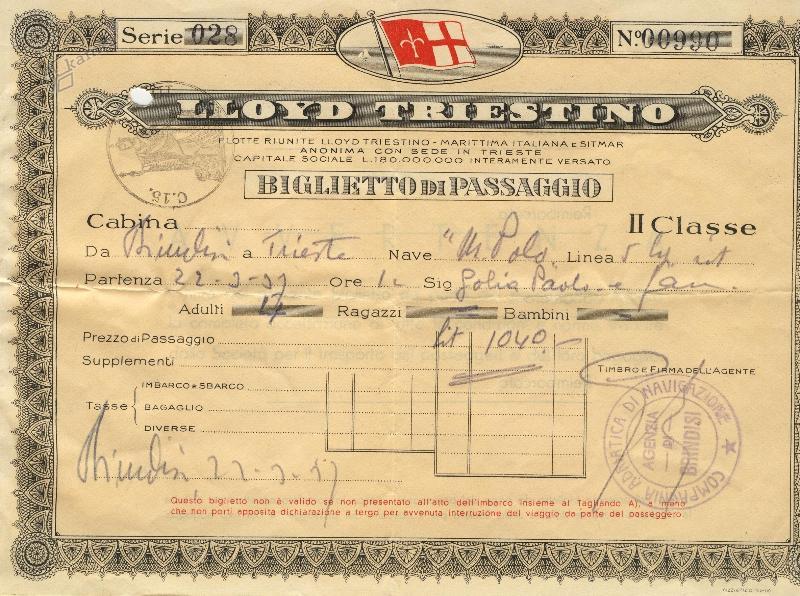 Serie 028
Nº 00990
LLOYD TRIESTINO
FLOTTE RIUNITE LLOYD TRIESTINO - MARITTIMA ITALIANA E SITMAR
ANONIMA CON SEDE IN TRIESTE
CAPITALE SOCIALE L.180.000.000 INTERAMENTE VERSATO
BIGLIETTO DI PASSAGGIO
C.15.
Cabina II Classe
Da Brindisi a Trieste Nave "M. Polo Linea
Partenza 22-3-37 Ore Sig Golia Paolo e
Adulti 17 Ragazzi Bambini
Prezzo di Passaggio Lit 1040.-
Supplementi
TIMBRO E FIRMA DELL'AGENTE
IMBARCO E SBARCO
Tasse BAGAGLIO
DIVERSE
COMPAGNIA ADRIATICA DI NAVIGAZIONE
AGENZIA
DI
BRINDISI
Brindisi 22-3-37
Questo biglietto non è valido se non presentato all'atto dell'imbarco insieme al Tagliando A), a meno
che non porti apposita dichiarazione a tergo per avvenuta interruzione del viaggio da parte del passeggero.